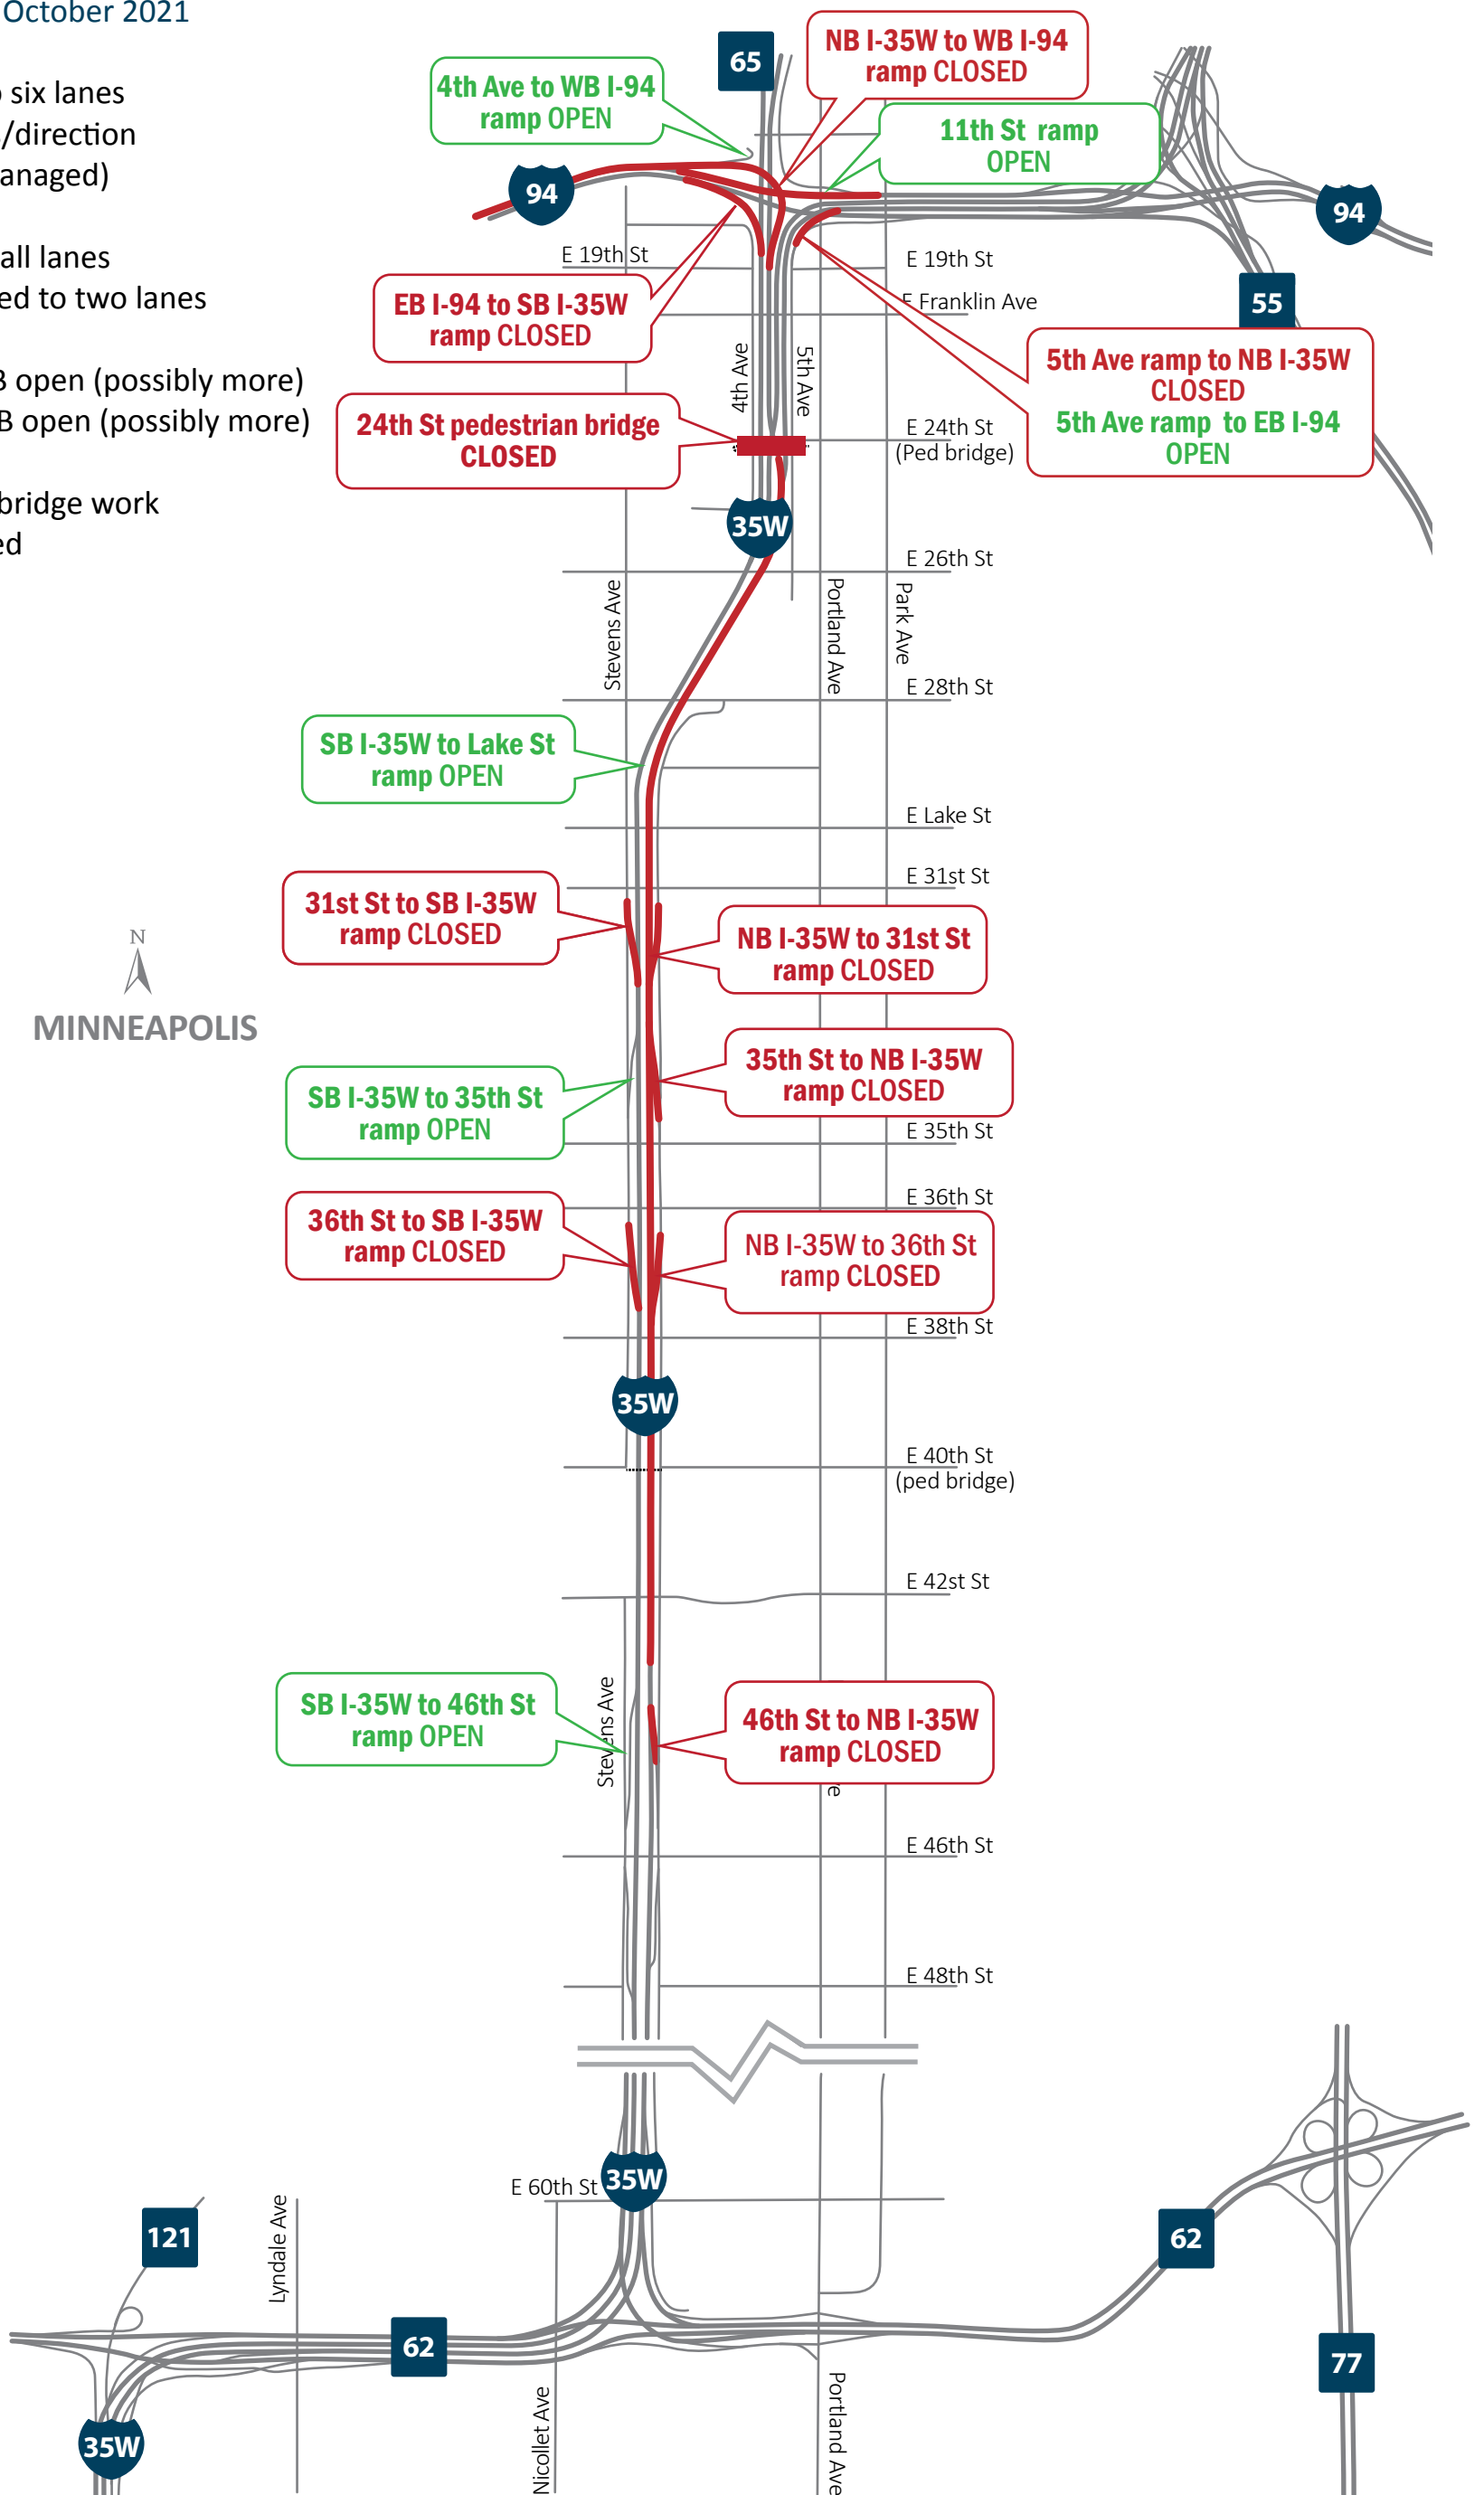 October 2021
six lanes
/direction
anaged)
all lanes
ed to two lanes
B open (possibly more)
B open (possibly more)
bridge work
ed
65
NB I-35W to WB I-94
ramp CLOSED
4th Ave to WB I-94
ramp OPEN
11th St ramp
OPEN
94
94
E 19th St
E 19th St
EB I-94 to SB I-35W
ramp CLOSED
E Franklin Ave
55
4th Ave
5th Ave
5th Ave ramp to NB I-35W
CLOSED
5th Ave ramp to EB I-94
OPEN
24th St pedestrian bridge
CLOSED
E 24th St
(Ped bridge)
35W
E 26th St
Stevens Ave
Portland Ave
Park Ave
E 28th St
SB I-35W to Lake St
ramp OPEN
E Lake St
E 31st St
31st St to SB I-35W
ramp CLOSED
NB I-35W to 31st St
ramp CLOSED
N
MINNEAPOLIS
35th St to NB I-35W
ramp CLOSED
SB I-35W to 35th St
ramp OPEN
E 35th St
E 36th St
36th St to SB I-35W
ramp CLOSED
NB I-35W to 36th St
ramp CLOSED
E 38th St
35W
E 40th St
(ped bridge)
E 42st St
SB I-35W to 46th St
ramp OPEN
Stevens Ave
46th St to NB I-35W
ramp CLOSED
e
E 46th St
E 48th St
E 60th St
35W
121
Lyndale Ave
62
62
77
35W
Nicollet Ave
Portland Ave